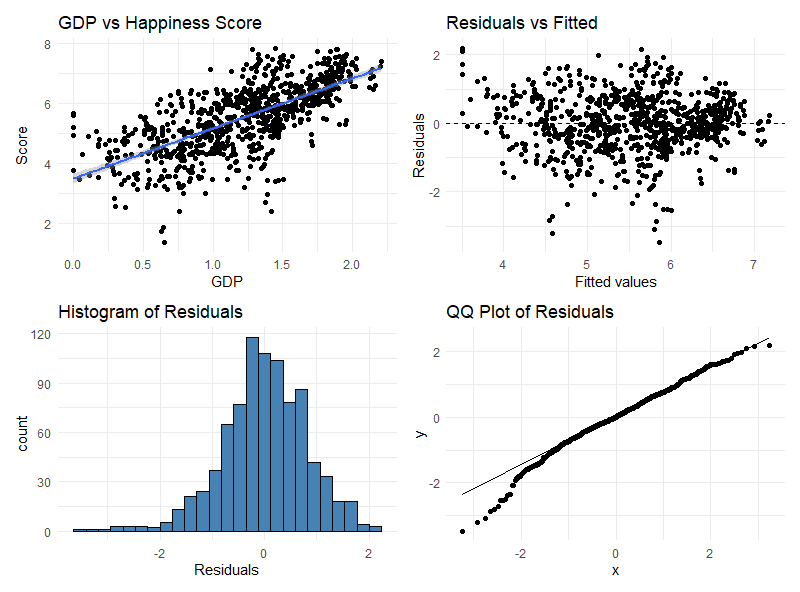 GDP vs Happiness Score
Score
8
6
4
2
0.0 0.5 1.0 1.5 2.0
GDP
Residuals vs Fitted
Residuals
2
0
-2
4 5 6 7
Fitted values
Histogram of Residuals
count
120
90
60
30
0
-2 0 2
Residuals
QQ Plot of Residuals
y
2
0
-2
-2 0 2
x